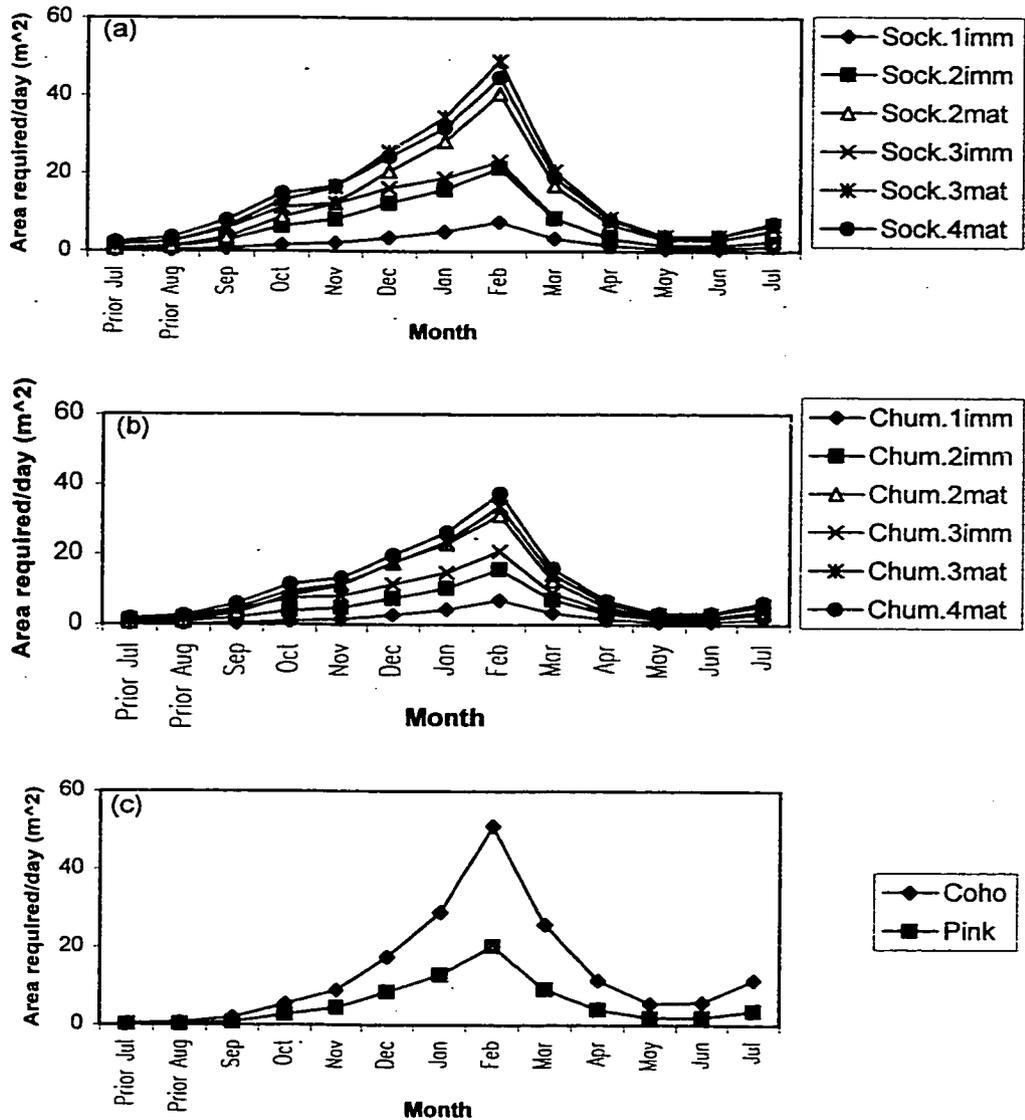 (a)
Area required/day (m^2)
60
40
20
0
Prior Jul
Prior Aug
Sep
Oct
Nov
Dec
Jan
Feb
Mar
Apr
May
Jun
Jul
Month
Sock.1imm
Sock.2imm
Sock.2mat
Sock.3imm
Sock.3mat
Sock.4mat
(b)
Area required/day (m^2)
60
40
20
0
Prior Jul
Prior Aug
Sep
Oct
Nov
Dec
Jan
Feb
Mar
Apr
May
Jun
Jul
Month
Chum.1imm
Chum.2imm
Chum.2mat
Chum.3imm
Chum.3mat
Chum.4mat
(c)
Area required/day (m^2)
60
40
20
0
Prior Jul
Prior Aug
Sep
Oct
Nov
Dec
Jan
Feb
Mar
Apr
May
Jun
Jul
Month
Coho
Pink